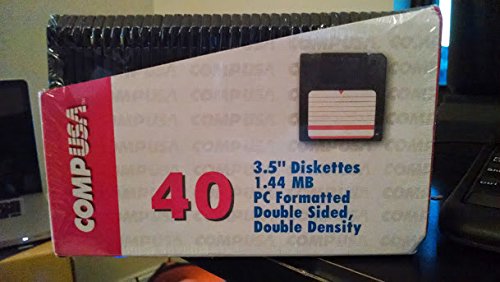 COMPUSA
40
3.5" Diskettes
1.44 MB
PC Formatted
Double Sided,
Double Density